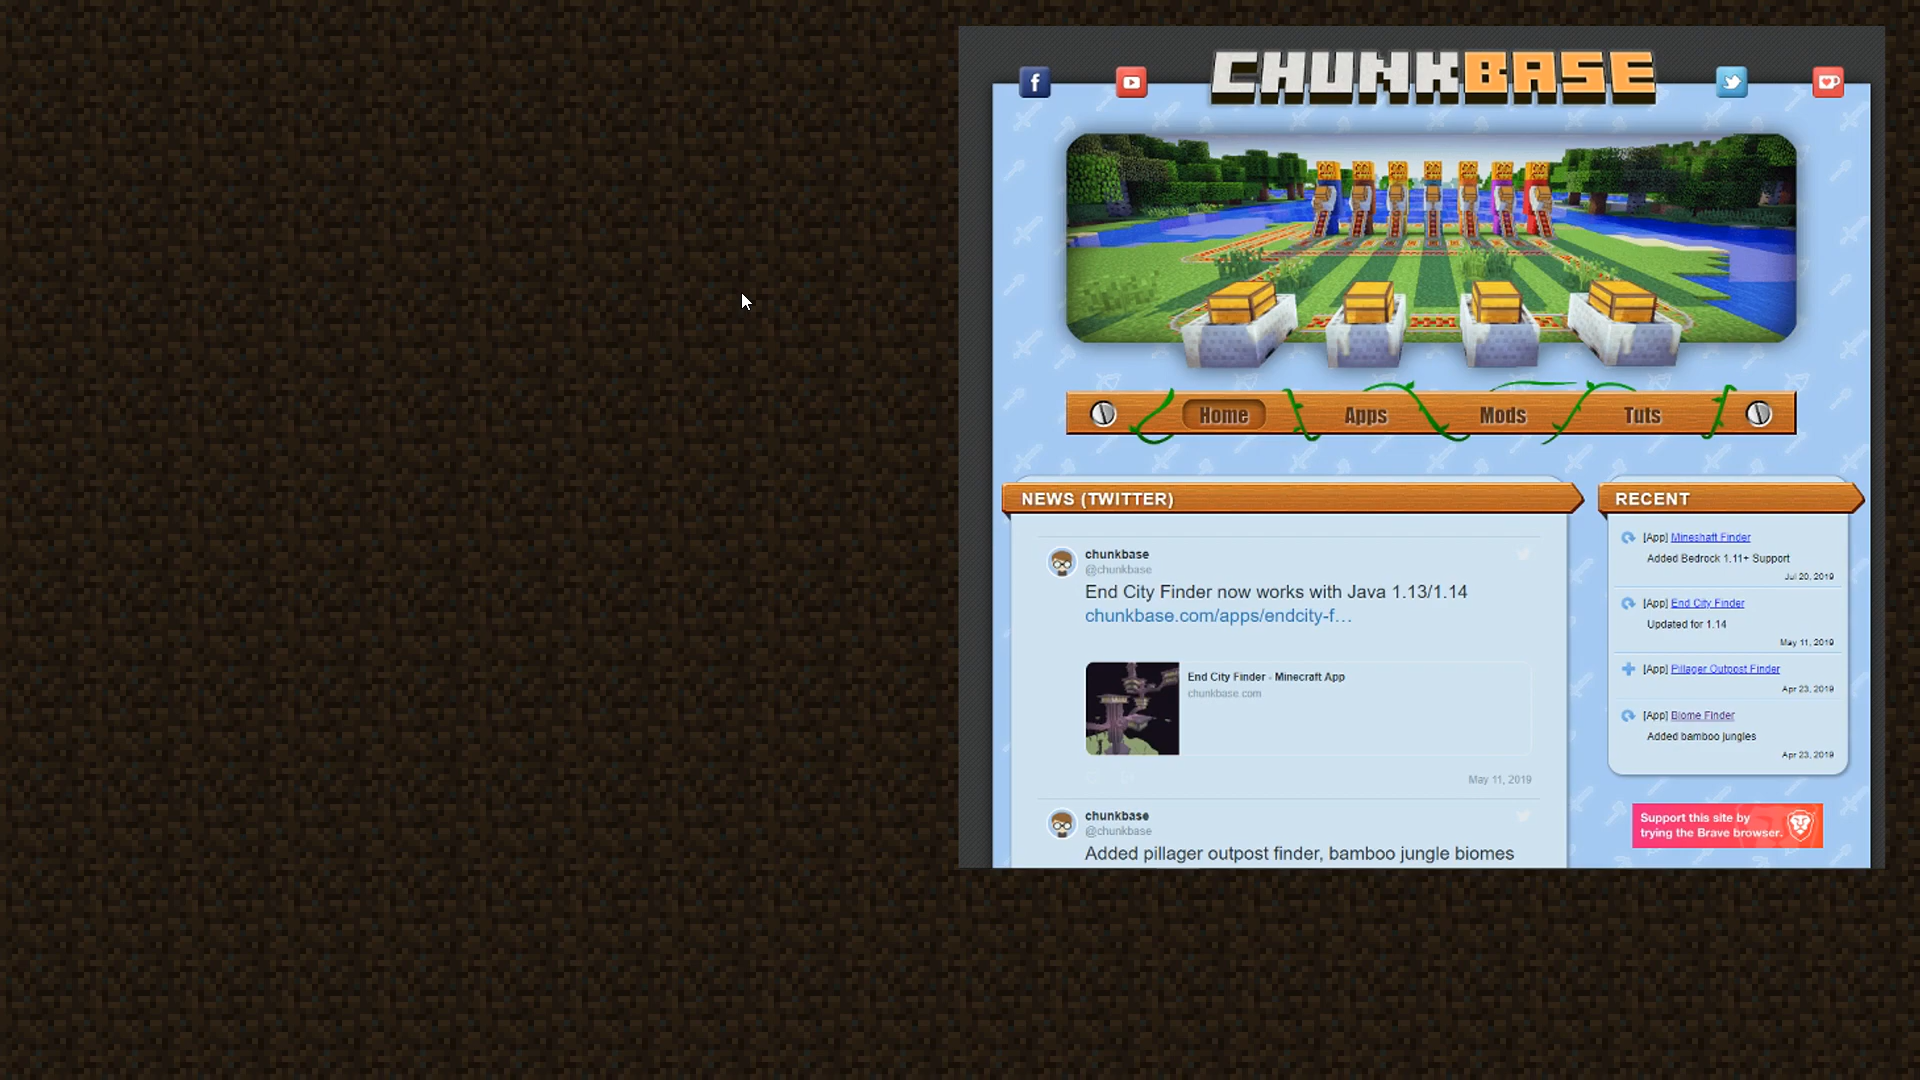 CHUNKBASE
Home
Apps
Mods
Tuts
NEWS (TWITTER)
chunkbase
@chunkbase
End City Finder now works with Java 1.13/1.14
chunkbase.com/apps/endcity-f…
End City Finder - Minecraft App
chunkbase.com
May 11, 2019
chunkbase
@chunkbase
Added pillager outpost finder, bamboo jungle biomes
RECENT
[App] Mineshaft Finder
Added Bedrock 1.11+ Support
Jul 20, 2019
[App] End City Finder
Updated for 1.14
May 11, 2019
[App] Pillager Outpost Finder
Apr 23, 2019
[App] Biome Finder
Added bamboo jungles
Apr 23, 2019
Support this site by
trying the Brave browser.